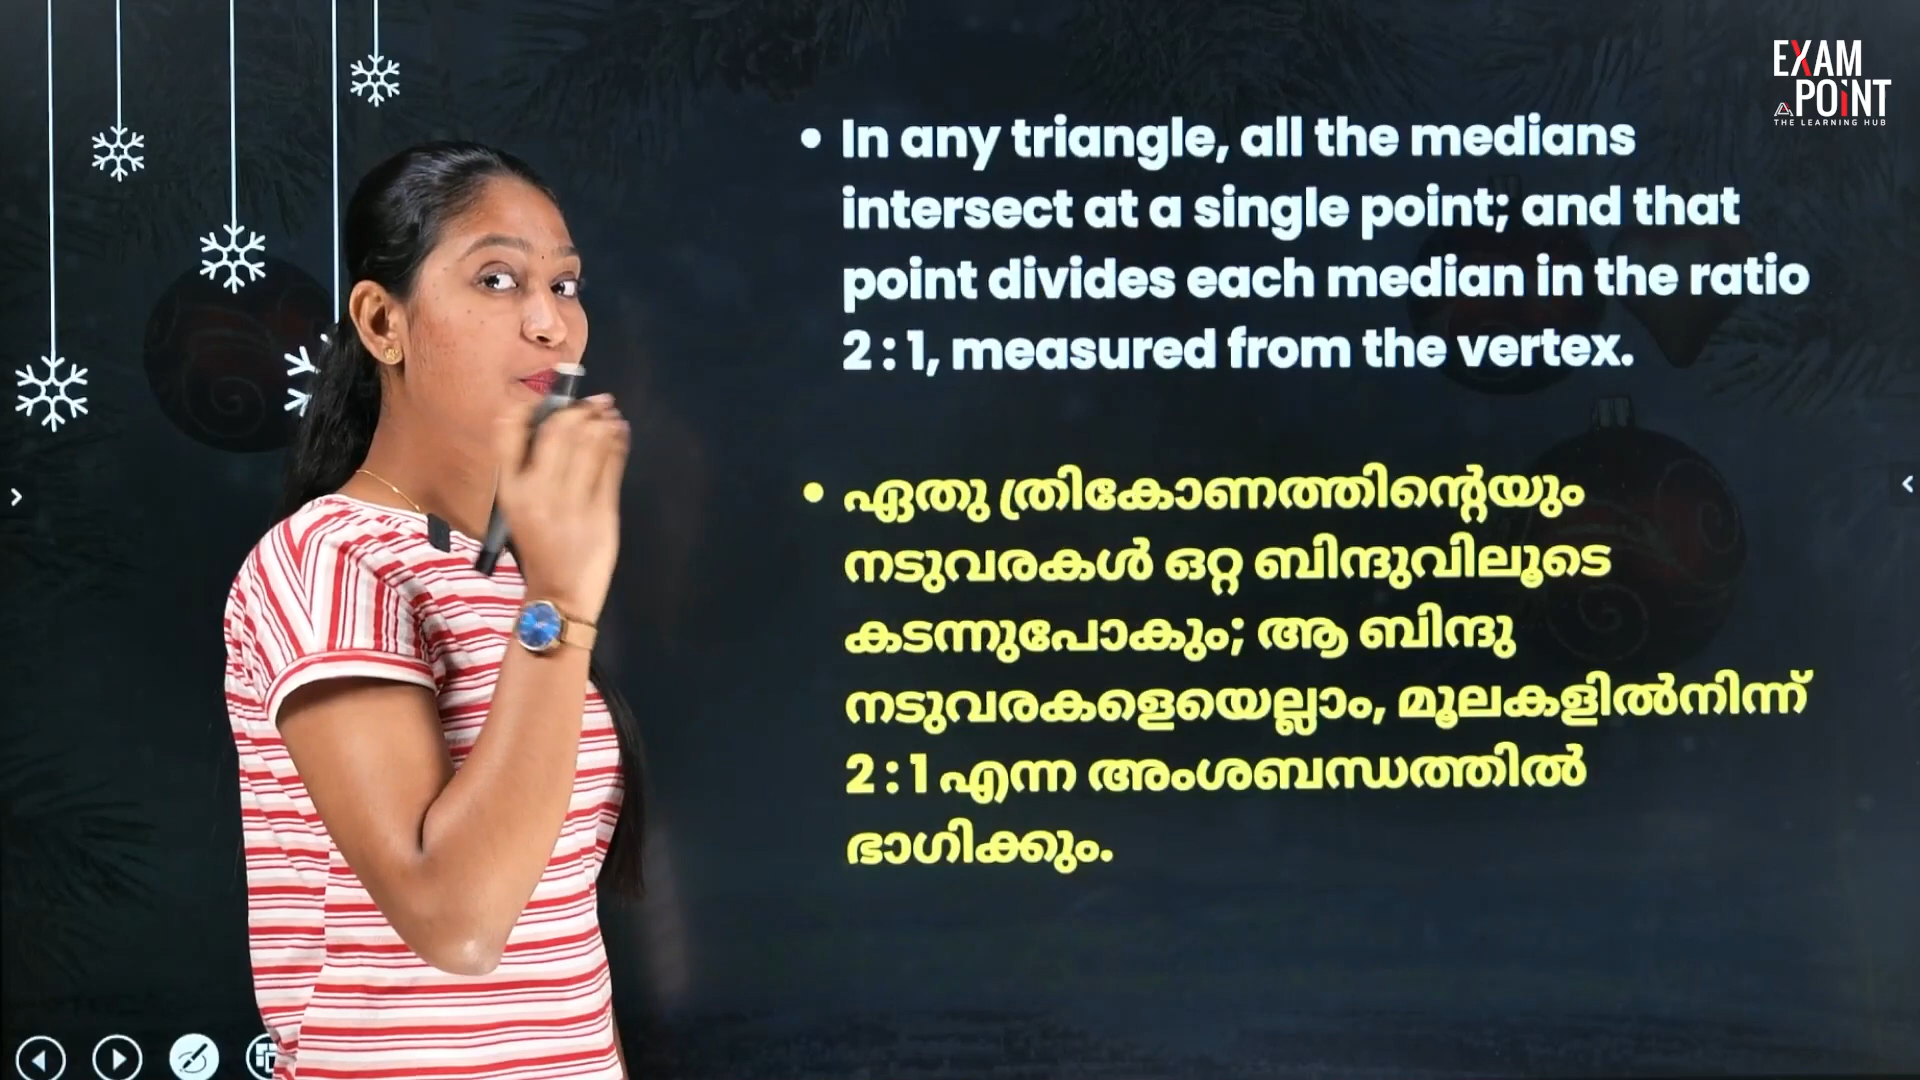 EXAM
POINT
THE LEARNING HUB
• In any triangle, all the medians
intersect at a single point; and that
point divides each median in the ratio
2 : 1, measured from the vertex.
• ഏതു ത്രികോണത്തിന്റെയും
നടുവരകൾ ഒറ്റ ബിന്ദുവിലൂടെ
കടന്നുപോകും; ആ ബിന്ദു
നടുവരകളെയെല്ലാം, മൂലകളിൽനിന്ന്
2 : 1 എന്ന അംശബന്ധത്തിൽ
ഭാഗിക്കും.